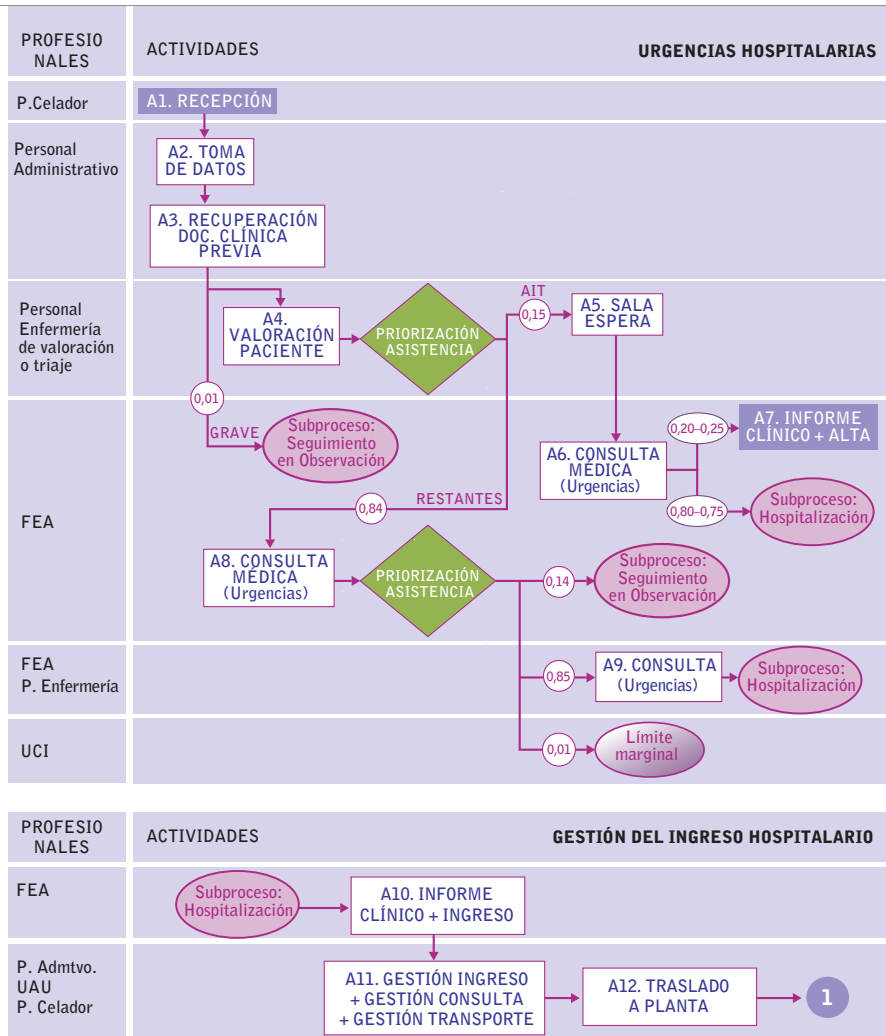 PROFESIO
NALES
ACTIVIDADES
URGENCIAS HOSPITALARIAS
P.Celador
A1. RECEPCIÓN
Personal
Administrativo
A2. TOMA
DE DATOS
A3. RECUPERACIÓN
DOC. CLÍNICA
PREVIA
Personal
Enfermería
de valoración
o triaje
A4.
VALORACIÓN
PACIENTE
PRIORIZACIÓN
ASISTENCIA
AIT
0,15
A5. SALA
ESPERA
0,01
GRAVE
Subproceso:
Seguimiento
en Observación
FEA
A6. CONSULTA
MÉDICA
(Urgencias)
0,20–0,25
A7. INFORME
CLÍNICO + ALTA
0,80–0,75
Subproceso:
Hospitalización
RESTANTES
0,84
A8. CONSULTA
MÉDICA
(Urgencias)
PRIORIZACIÓN
ASISTENCIA
0,14
Subproceso:
Seguimiento
en Observación
FEA
P. Enfermería
0,85
A9. CONSULTA
(Urgencias)
Subproceso:
Hospitalización
UCI
0,01
Límite
marginal
PROFESIO
NALES
ACTIVIDADES
GESTIÓN DEL INGRESO HOSPITALARIO
FEA
Subproceso:
Hospitalización
A10. INFORME
CLÍNICO + INGRESO
P. Admtvo.
UAU
P. Celador
A11. GESTIÓN INGRESO
+ GESTIÓN CONSULTA
+ GESTIÓN TRANSPORTE
A12. TRASLADO
A PLANTA
1